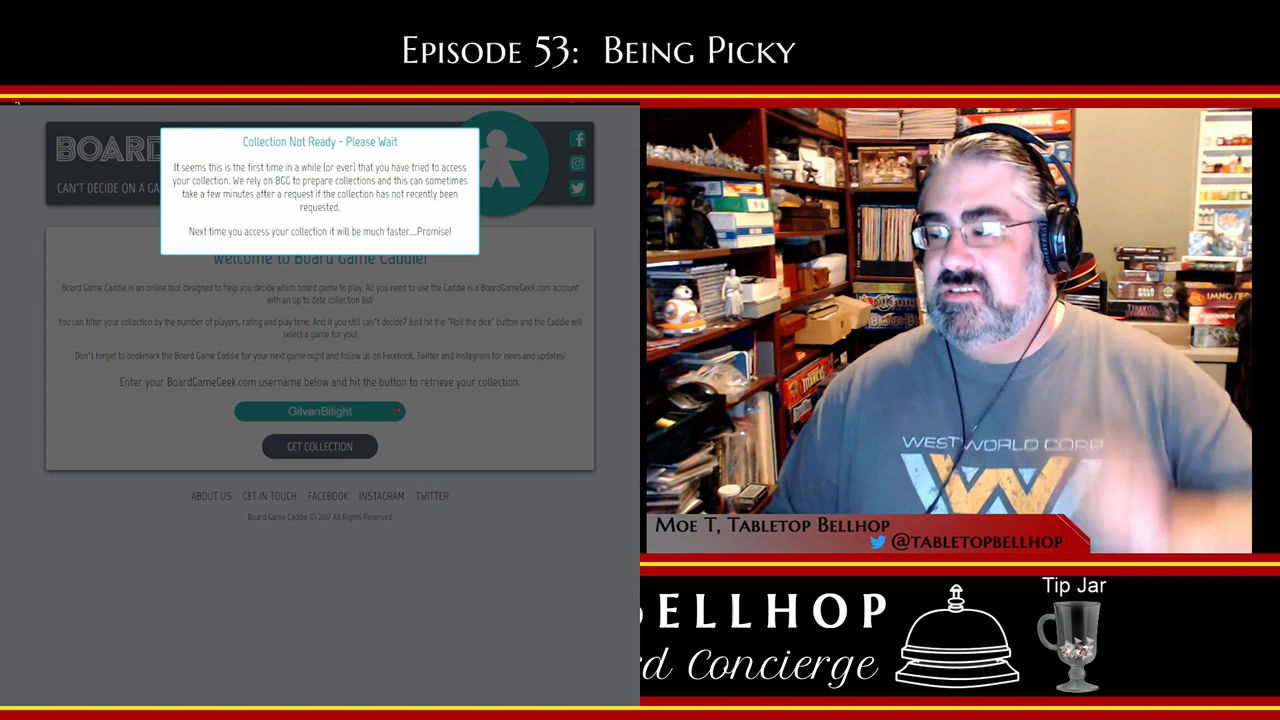 Episode 53: Being Picky
BOARD
CAN'T DECIDE ON A GA
Collection Not Ready - Please Wait
It seems this is the first time in a while (or ever) that you have tried to access
your collection. We rely on BGG to prepare collections and this can sometimes
take a few minutes after a request if the collection has not recently been
requested.
Next time you access your collection it will be much faster....Promise!
Welcome to Board Game Caddie!
Board Game Caddie is an online tool designed to help you decide which board game to play. All you need to use the Caddie is a BoardGameGeek.com account
with an up to date collection list!
You can filter your collection by the number of players, rating and play time. And if you still can't decide? Just hit the "Roll the dice" button and the Caddie will
select a game for you!
Don't forget to bookmark the Board Game Caddie for your next game night and follow us on Facebook, Twitter and Instagram for news and updates!
Enter your BoardGameGeek.com username below and hit the button to retrieve your collection.
GilvanBilight
GET COLLECTION
ABOUT US GET IN TOUCH FACEBOOK INSTAGRAM TWITTER
Board Game Caddie © 2017 All Rights Reserved
IMHOTEP
TYRANTS
WESTWORLD CORP
Moe T, Tabletop Bellhop
@tabletopbellhop
BELLHOP
rd Concierge
Tip Jar